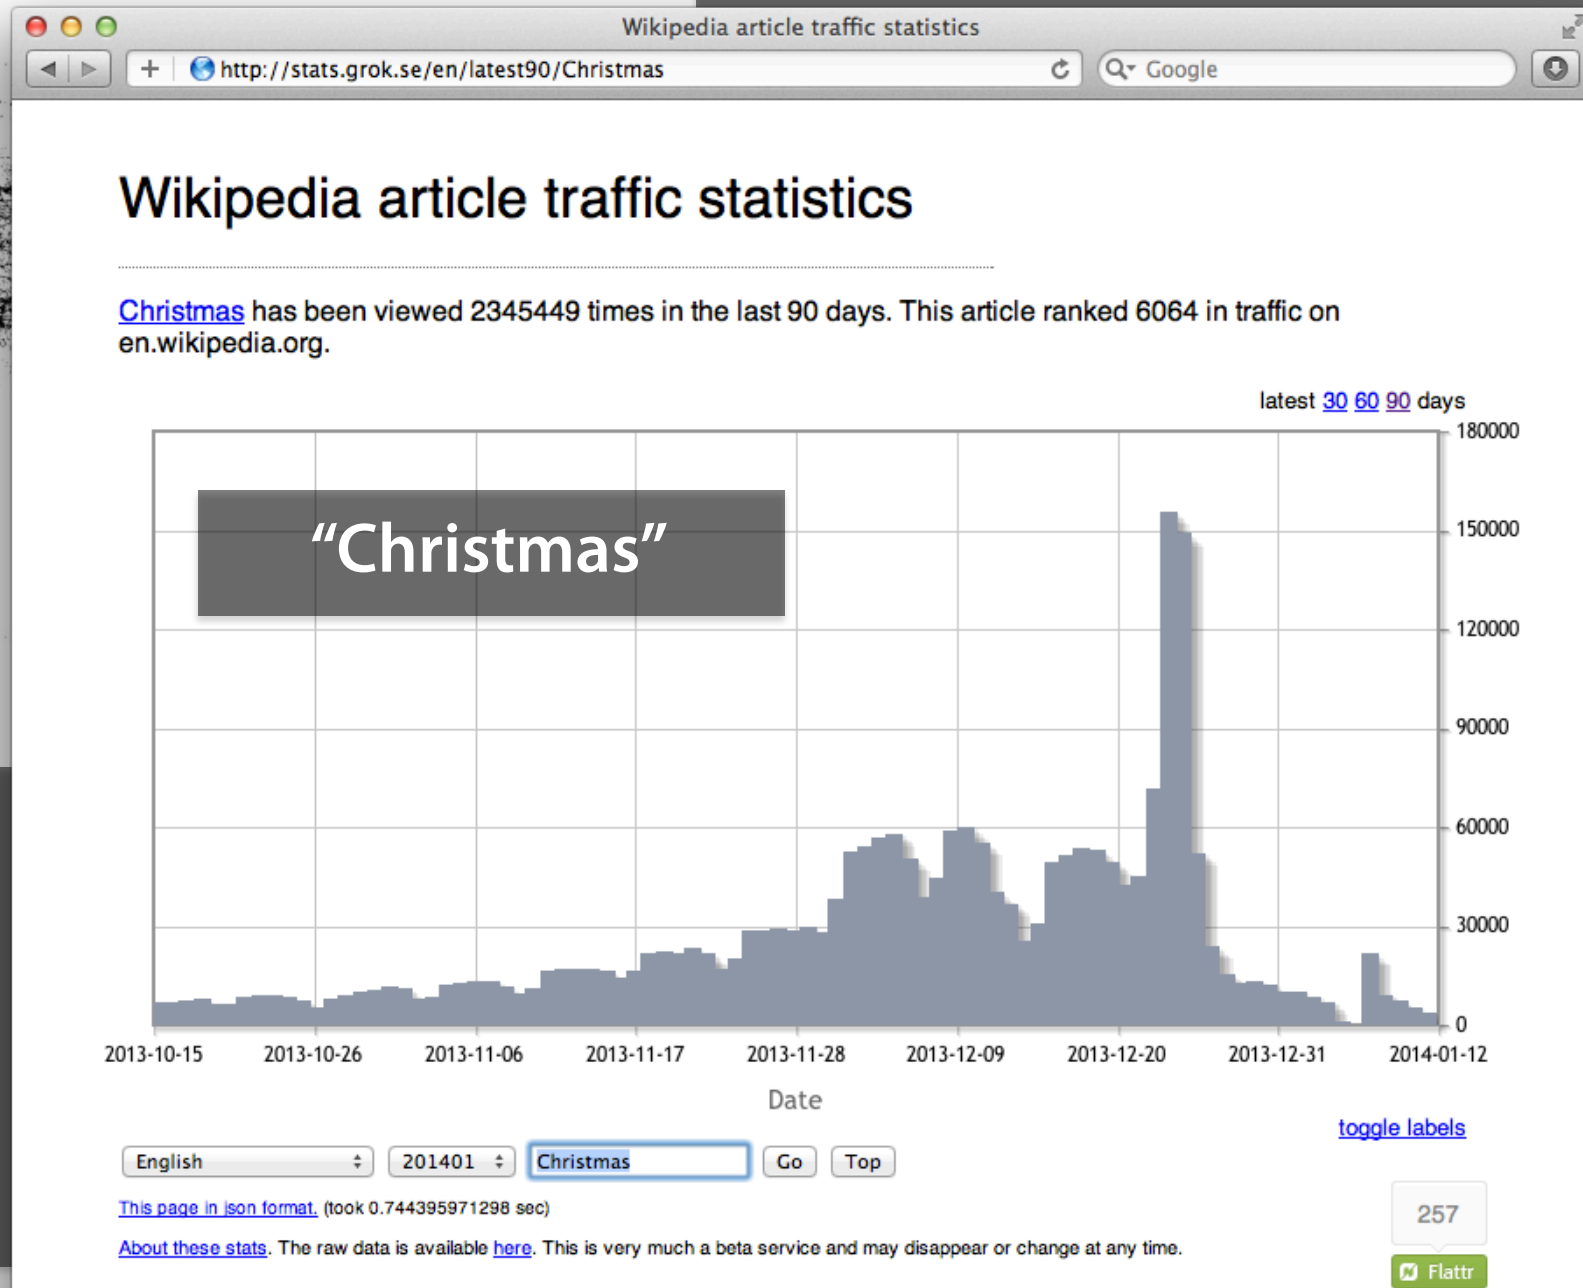 Wikipedia article traffic statistics
http://stats.grok.se/en/latest90/Christmas
Google
Wikipedia article traffic statistics
Christmas has been viewed 2345449 times in the last 90 days. This article ranked 6064 in traffic on
en.wikipedia.org.
latest 30 60 90 days
180000
“Christmas”
150000
120000
90000
60000
30000
0
2013-10-15 2013-10-26 2013-11-06 2013-11-17 2013-11-28 2013-12-09 2013-12-20 2013-12-31 2014-01-12
Date
toggle labels
English 201401 Christmas Go Top
This page in json format. (took 0.744395971298 sec)
257
About these stats. The raw data is available here. This is very much a beta service and may disappear or change at any time.
Flattr